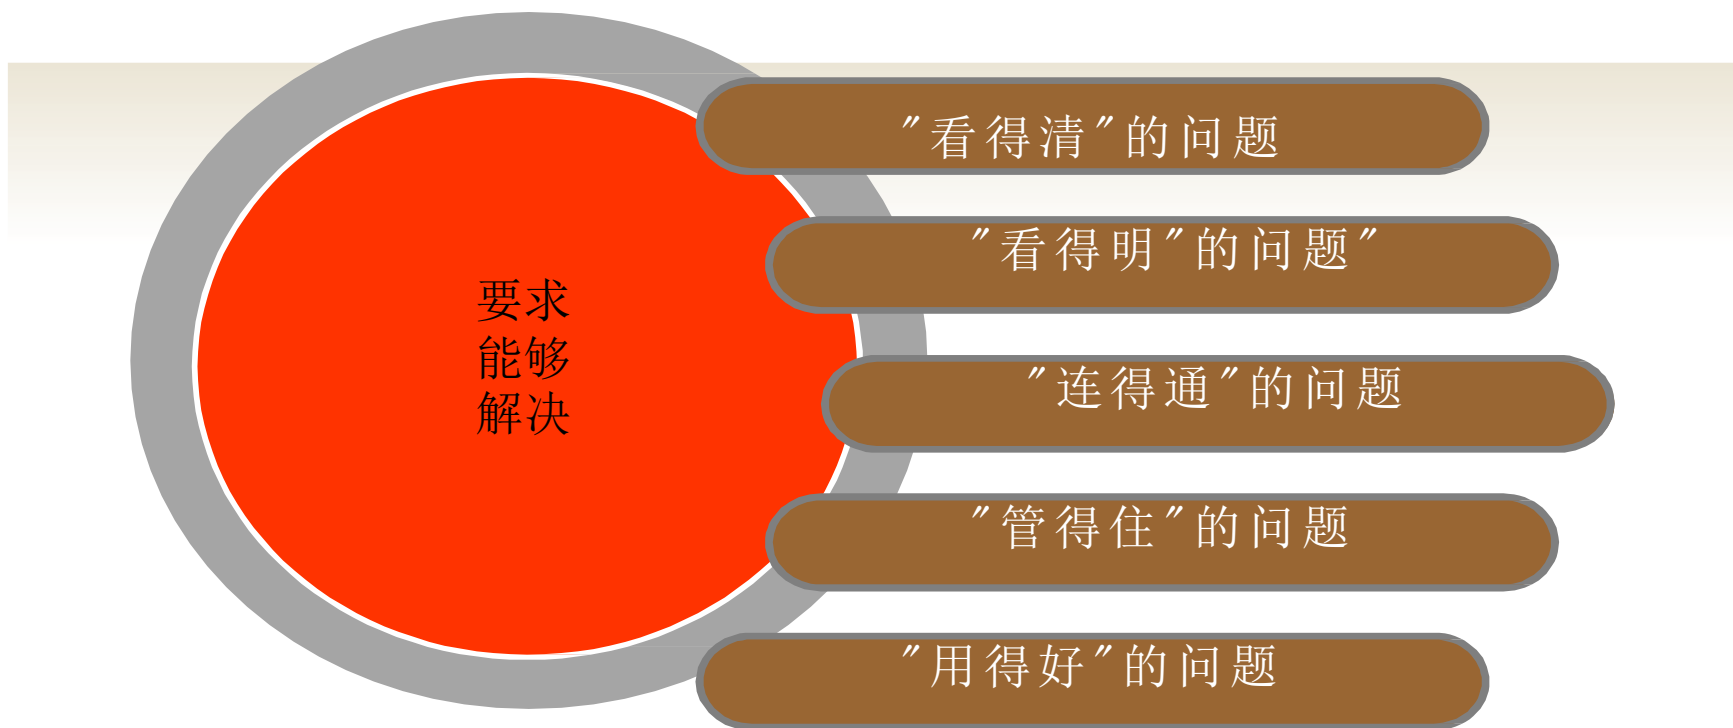 要求
能够
解决
"看得清"的问题
"看得明"的问题"
"连得通"的问题
"管得住"的问题
"用得好"的问题